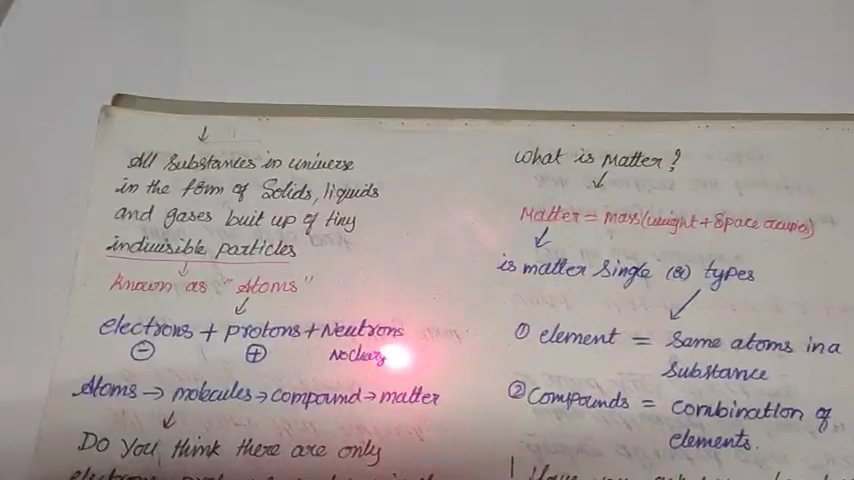 All Substances in universe
in the form of Solids, liquids
and gases buit up of tiny
indivisible particles
Known as "Atoms"
electrons + protons + Neutrons
- +
Atoms → molecules → compound → matter
Do you think there are only
What is Matter?
Matter = mass (weight + Space
is matter single (or) types
① element = Same atoms in a
Substance
② Compounds = combination of
elements.